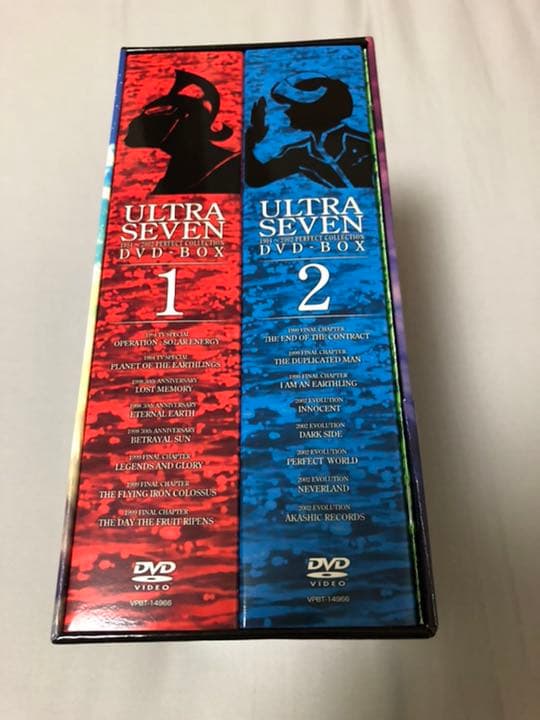 ULTRA
SEVEN
1994~2002 PERFECT COLLECTION
DVD-BOX
1
1994 TV SPECIAL
OPERATION : SOLAR ENERGY
1994 TV SPECIAL
PLANET OF THE EARTHLINGS
1998 30th ANNIVERSARY
LOST MEMORY
1998 30th ANNIVERSARY
ETERNAL EARTH
1998 30th ANNIVERSARY
BETRAYAL SUN
1999 FINAL CHAPTER
LEGENDS AND GLORY
1999 FINAL CHAPTER
THE FLYING IRON COLOSSUS
1999 FINAL CHAPTER
THE DAY THE FRUIT RIPENS
DVD
VIDEO
VPBT-14966
ULTRA
SEVEN
1994~2002 PERFECT COLLECTION
DVD-BOX
2
1999 FINAL CHAPTER
THE END OF THE CONTRACT
1999 FINAL CHAPTER
THE DUPLICATED MAN
1999 FINAL CHAPTER
I AM AN EARTHLING
2002 EVOLUTION
INNOCENT
2002 EVOLUTION
DARK SIDE
2002 EVOLUTION
PERFECT WORLD
2002 EVOLUTION
NEVERLAND
2002 EVOLUTION
AKASHIC RECORDS
DVD
VIDEO
VPBT-14966